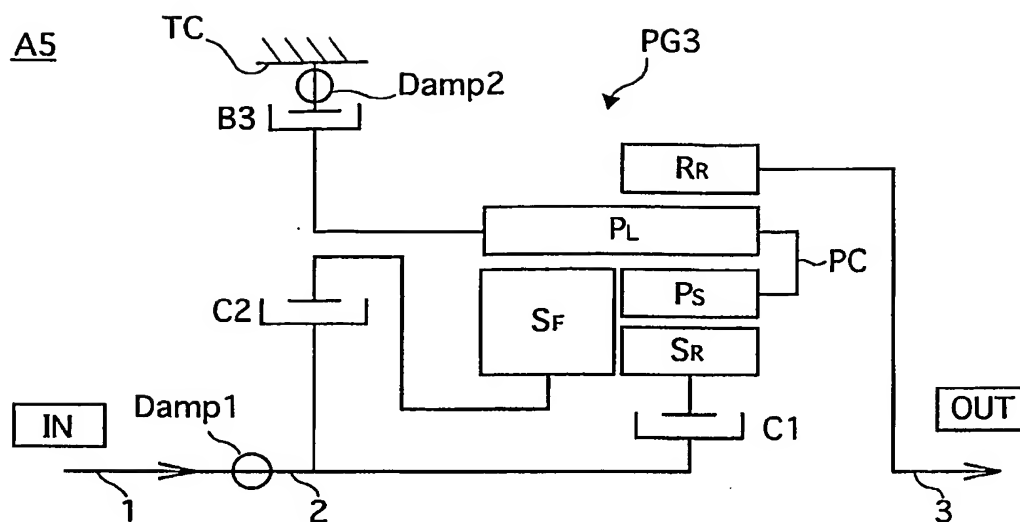 A5
TC
PG3
Damp2
B3
RR
PL
PC
C2
SF
PS
SR
Damp1
IN
C1
OUT
1
2
3